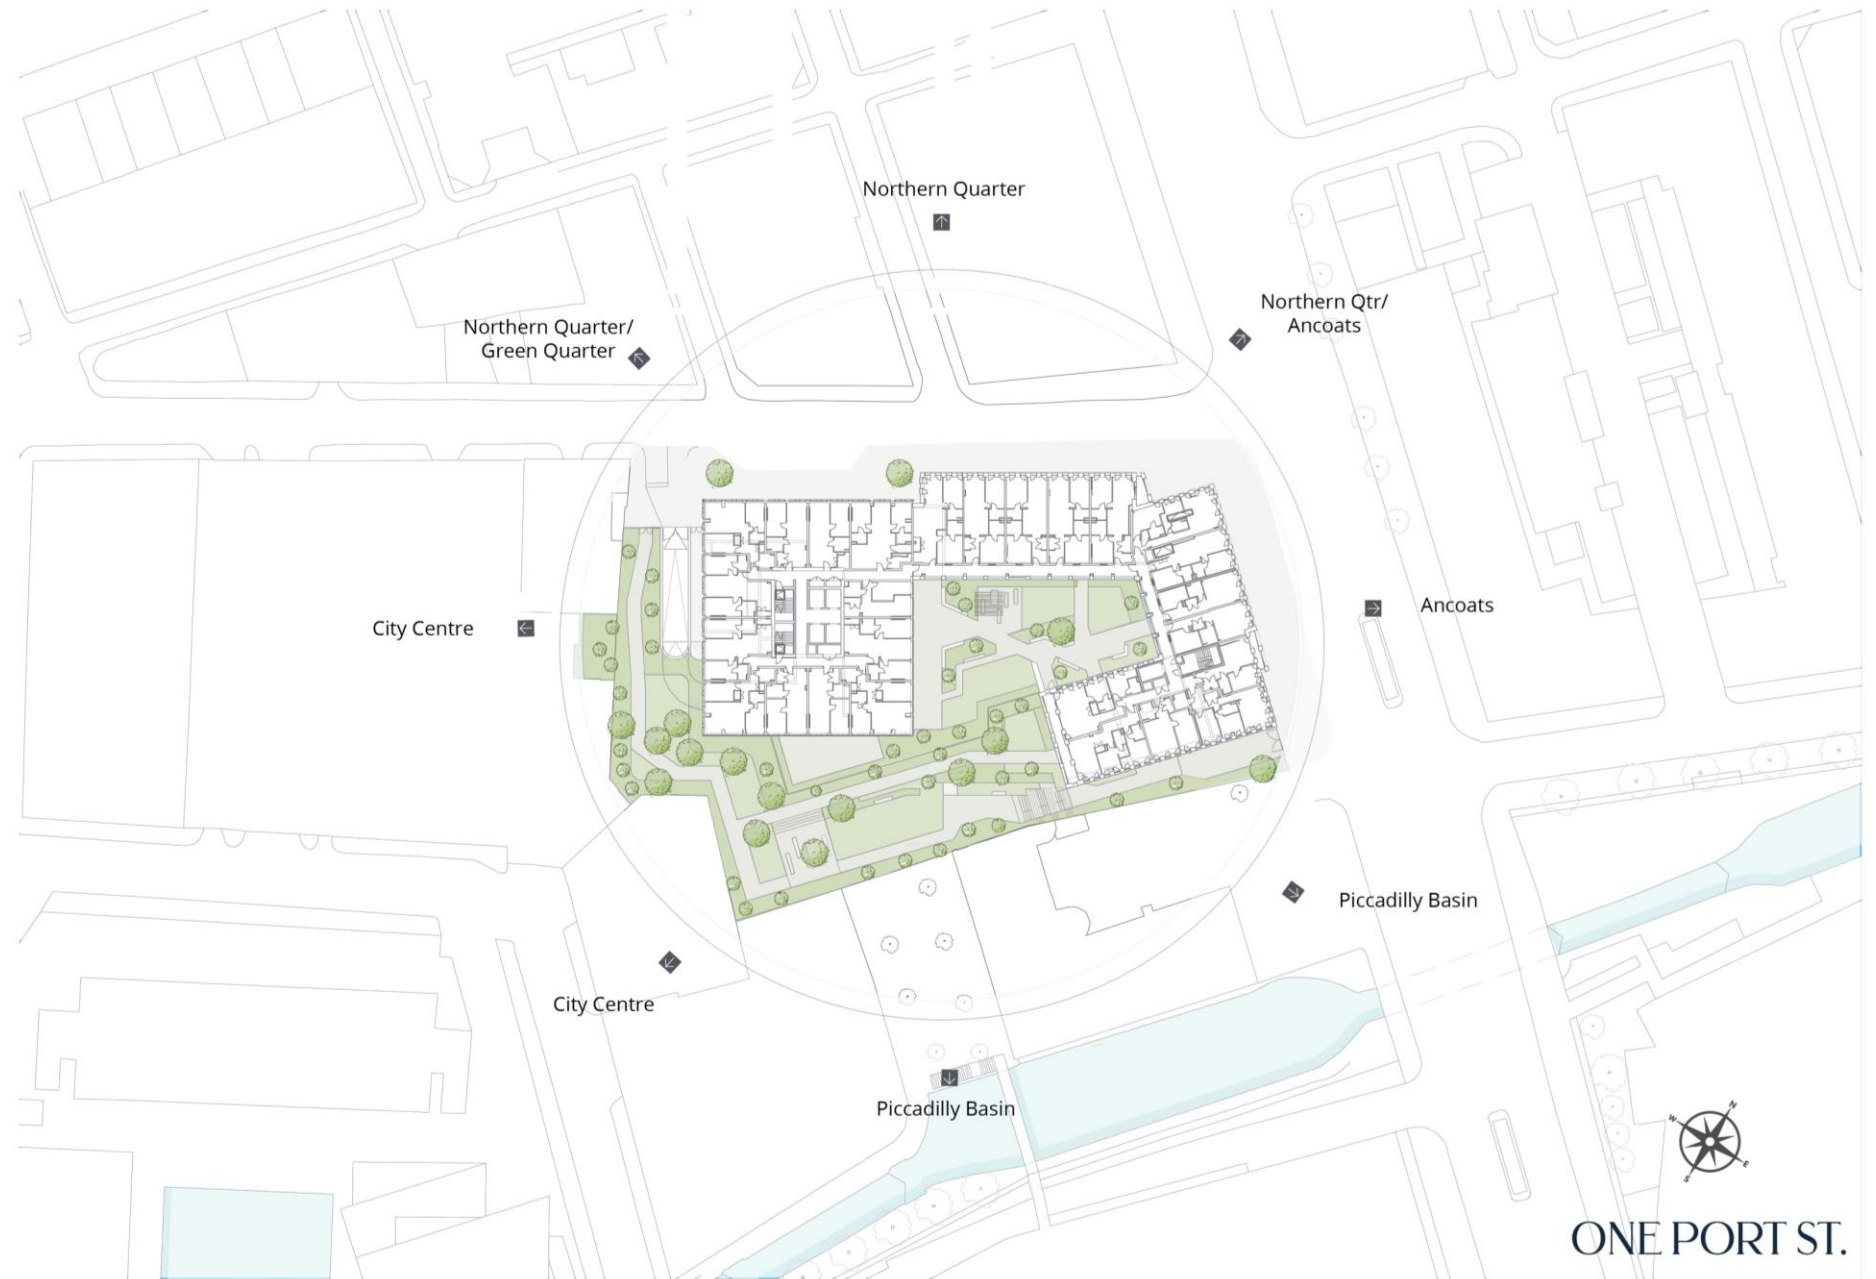 Northern Quarter
Northern Qtr/
Ancoats
Northern Quarter/
Green Quarter
Ancoats
City Centre
Piccadilly Basin
City Centre
Piccadilly Basin
N
W
E
S
ONE PORT ST.